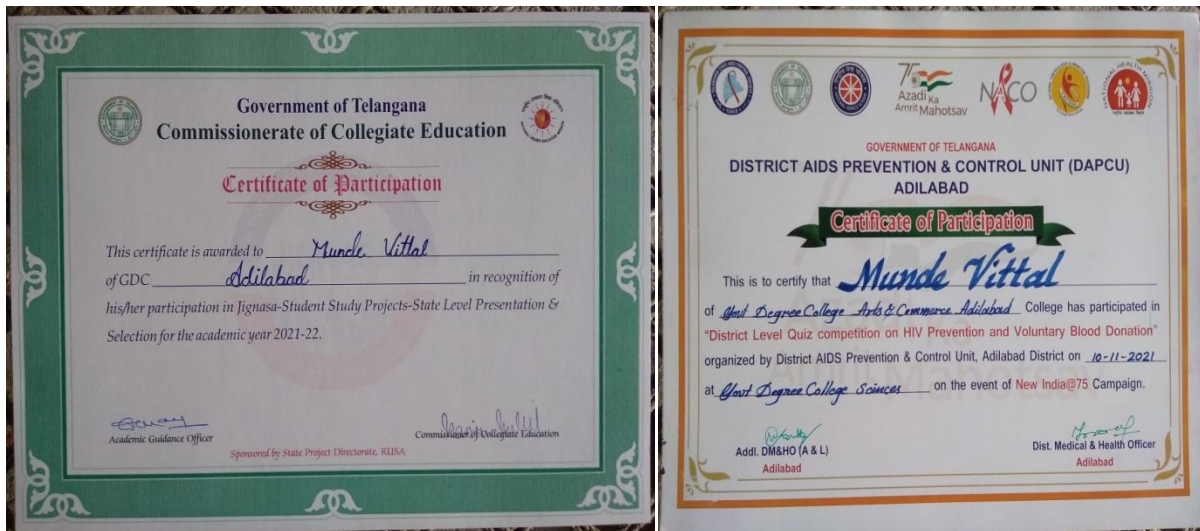 Government of Telangana
Commissionerate of Collegiate Education
Certificate of Participation
This certificate is awarded to Munde Vittal
of GDC Adilabad in recognition of
his/her participation in Jignasa-Student Study Projects-State Level Presentation &
Selection for the academic year 2021-22.
Academic Guidance Officer
Commissioner of Collegiate Education
Sponsored by State Project Directorate, RUSA
75
Azadi Ka
Amrit Mahotsav
NACO
NATIONAL HEALTH MISSION
GOVERNMENT OF TELANGANA
DISTRICT AIDS PREVENTION & CONTROL UNIT (DAPCU)
ADILABAD
Certificate of Participation
This is to certify that Munde Vittal
of Govt Degree College Arts & Commerce Adilabad College has participated in
"District Level Quiz competition on HIV Prevention and Voluntary Blood Donation"
organized by District AIDS Prevention & Control Unit, Adilabad District on 10-11-2021
at Govt Degree College Sciences on the event of New India@75 Campaign.
Addl. DM&HO (A & L)
Adilabad
Dist. Medical & Health Officer
Adilabad